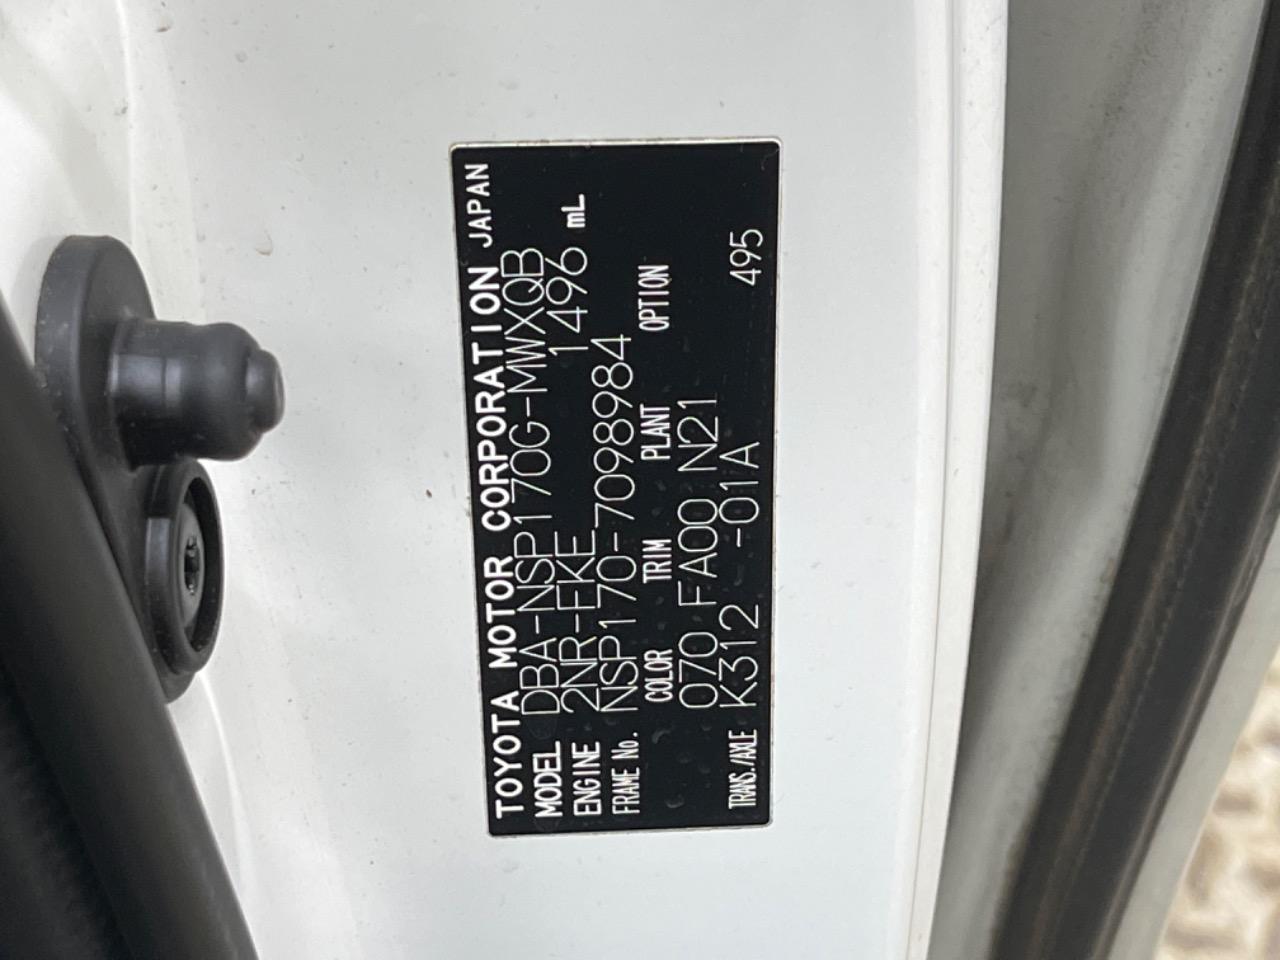 TOYOTA MOTOR CORPORATION JAPAN
MODEL DBA-NSP170G-MWXQB
ENGINE 2NR-FKE 1496 mL
FRAME No. NSP170-7098984
COLOR TRIM PLANT OPTION
070 FA00 N21
TRANS./AXLE K312 -01A 495